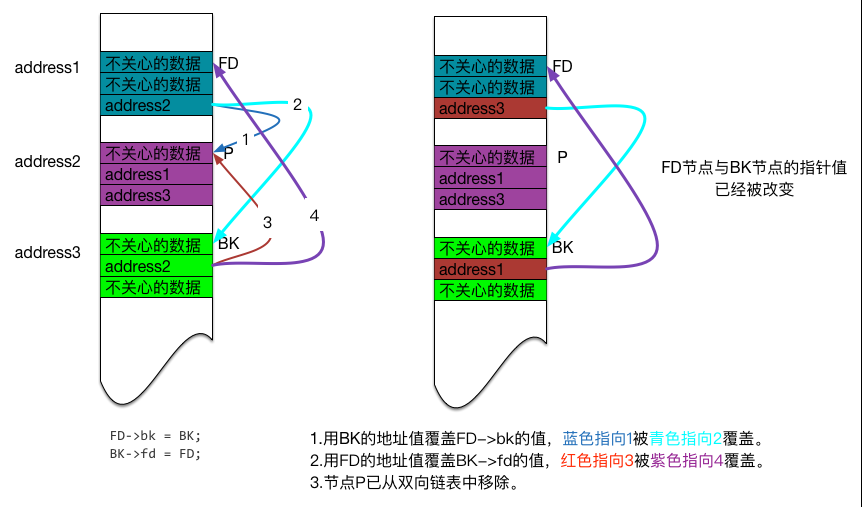 address1
不关心的数据
FD
不关心的数据
address2
2
1
address2
不关心的数据
P
address1
address3
3
4
address3
不关心的数据
BK
address2
不关心的数据
FD->bk = BK;
BK->fd = FD;
不关心的数据
FD
不关心的数据
address3
不关心的数据
P
address1
address3
不关心的数据
BK
address1
不关心的数据
FD节点与BK节点的指针值
已经被改变
1.用BK的地址值覆盖FD->bk的值，蓝色指向1被青色指向2覆盖。
2.用FD的地址值覆盖BK->fd的值，红色指向3被紫色指向4覆盖。
3.节点P已从双向链表中移除。